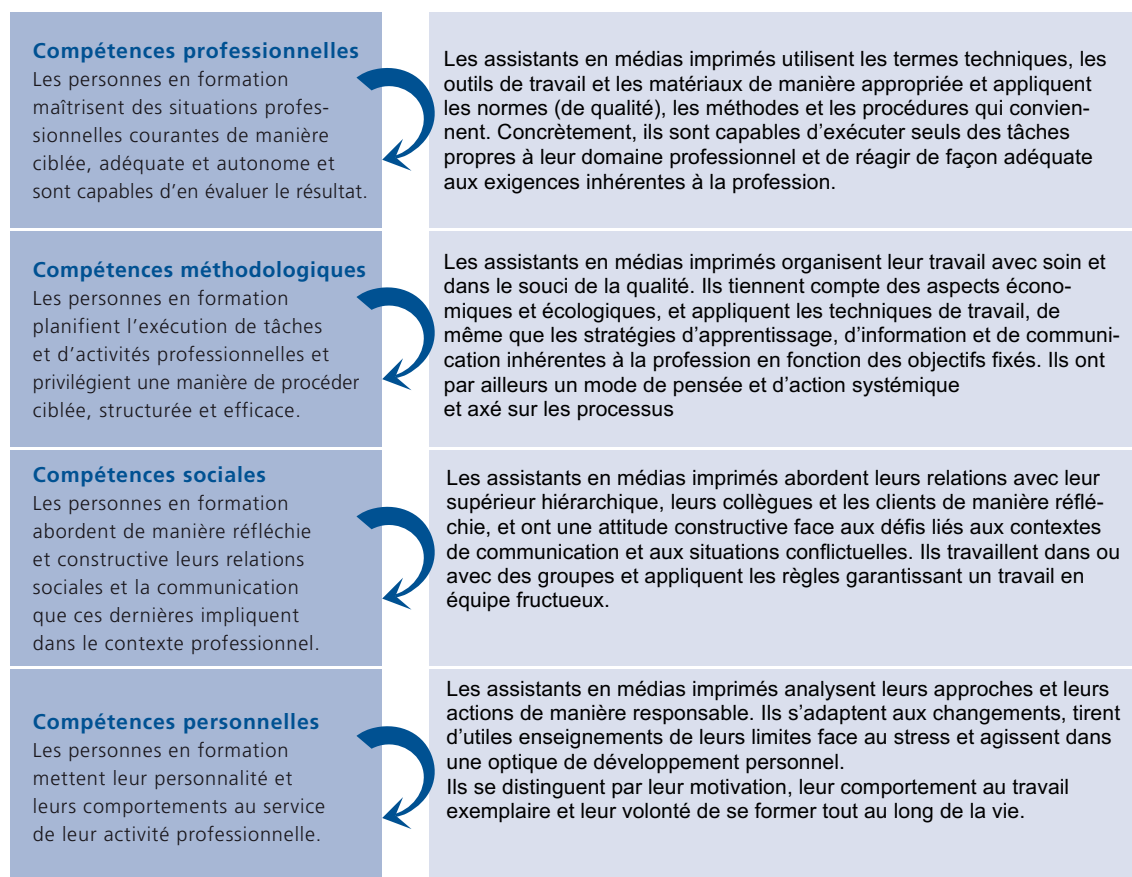 Compétences professionnelles
Les personnes en formation
maîtrisent des situations profes-
sionnelles courantes de manière
ciblée, adéquate et autonome et
sont capables d'en évaluer le résultat.
Les assistants en médias imprimés utilisent les termes techniques, les
outils de travail et les matériaux de manière appropriée et appliquent
les normes (de qualité), les méthodes et les procédures qui convien-
nent. Concrètement, ils sont capables d'exécuter seuls des tâches
propres à leur domaine professionnel et de réagir de façon adéquate
aux exigences inhérentes à la profession.
Compétences méthodologiques
Les personnes en formation
planifient l'exécution de tâches
et d'activités professionnelles et
privilégient une manière de procéder
ciblée, structurée et efficace.
Les assistants en médias imprimés organisent leur travail avec soin et
dans le souci de la qualité. Ils tiennent compte des aspects écono-
miques et écologiques, et appliquent les techniques de travail, de
même que les stratégies d'apprentissage, d'information et de communi-
cation inhérentes à la profession en fonction des objectifs fixés. Ils ont
par ailleurs un mode de pensée et d'action systémique
et axé sur les processus
Compétences sociales
Les personnes en formation
abordent de manière réfléchie
et constructive leurs relations
sociales et la communication
que ces dernières impliquent
dans le contexte professionnel.
Les assistants en médias imprimés abordent leurs relations avec leur
supérieur hiérarchique, leurs collègues et les clients de manière réflé-
chie, et ont une attitude constructive face aux défis liés aux contextes
de communication et aux situations conflictuelles. Ils travaillent dans ou
avec des groupes et appliquent les règles garantissant un travail en
équipe fructueux.
Compétences personnelles
Les personnes en formation
mettent leur personnalité et
leurs comportements au service
de leur activité professionnelle.
Les assistants en médias imprimés analysent leurs approches et leurs
actions de manière responsable. Ils s'adaptent aux changements, tirent
d'utiles enseignements de leurs limites face au stress et agissent dans
une optique de développement personnel.
Ils se distinguent par leur motivation, leur comportement au travail
exemplaire et leur volonté de se former tout au long de la vie.